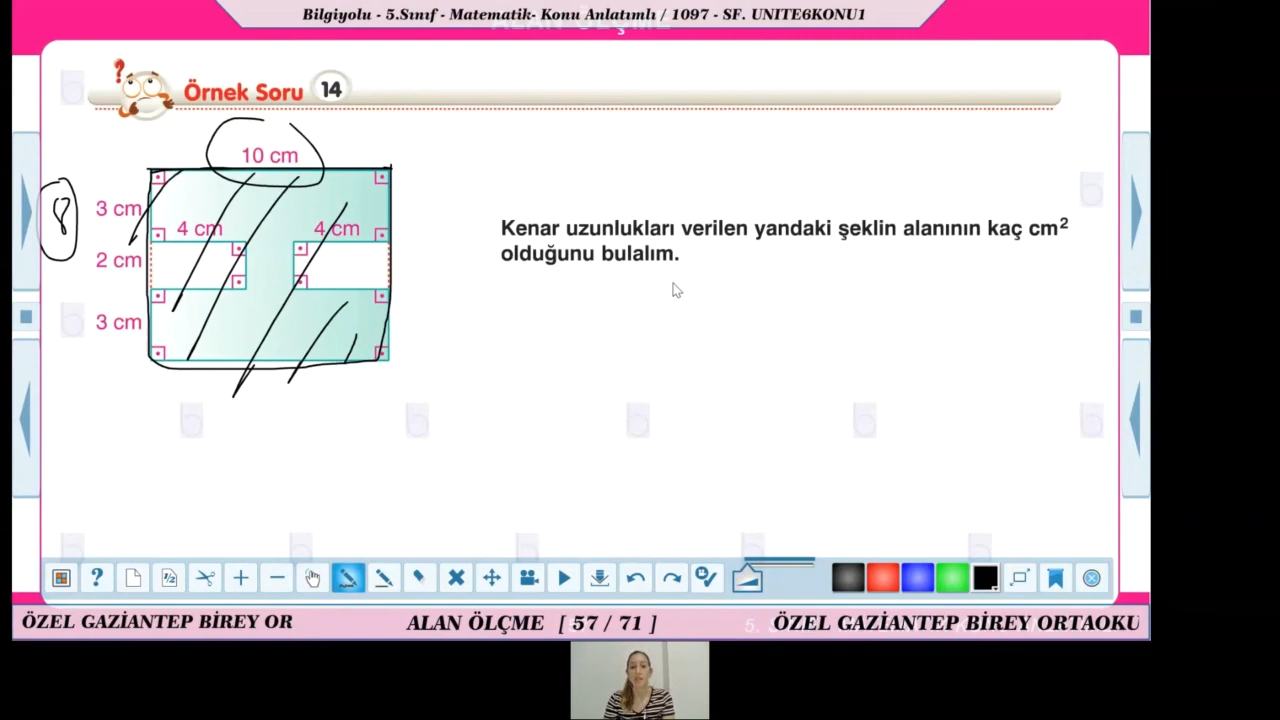 Bilgiyolu - 5.Sınıf - Matematik- Konu Anlatımlı / 1097 - SF. UNITE6KONU1
ALAN ÖLÇME
Örnek Soru 14
10 cm
8
3 cm
4 cm 4 cm
2 cm
3 cm
Kenar uzunlukları verilen yandaki şeklin alanının kaç cm²
olduğunu bulalım.
ÖZEL GAZİANTEP BİREY OR
ALAN ÖLÇME [ 57 / 71 ]
ÖZEL GAZİANTEP BİREY ORTAOKU